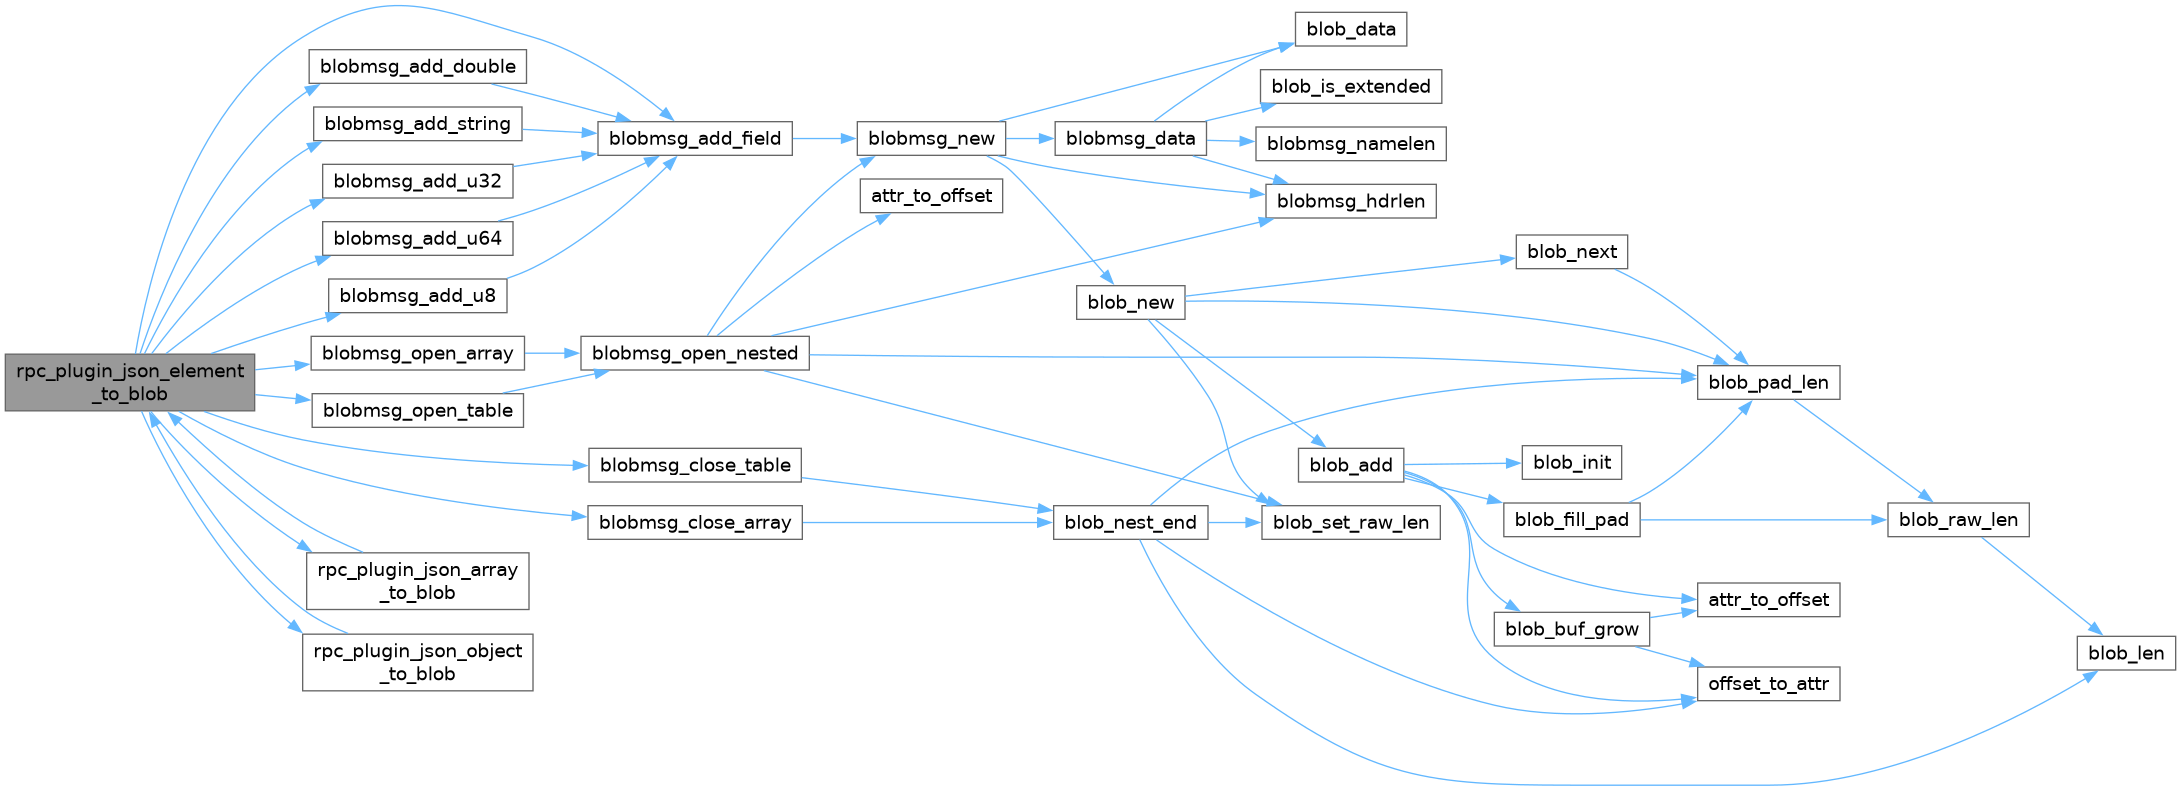 rpc_plugin_json_element
_to_blob
blobmsg_add_double
blobmsg_add_string
blobmsg_add_u32
blobmsg_add_u64
blobmsg_add_u8
blobmsg_open_array
blobmsg_open_table
blobmsg_close_table
blobmsg_close_array
rpc_plugin_json_array
_to_blob
rpc_plugin_json_object
_to_blob
blobmsg_add_field
blobmsg_open_nested
blobmsg_new
attr_to_offset
blobmsg_data
blob_new
blob_nest_end
blob_data
blob_is_extended
blobmsg_namelen
blobmsg_hdrlen
blob_add
blob_set_raw_len
blob_next
blob_init
blob_fill_pad
blob_buf_grow
blob_pad_len
attr_to_offset
offset_to_attr
blob_raw_len
blob_len